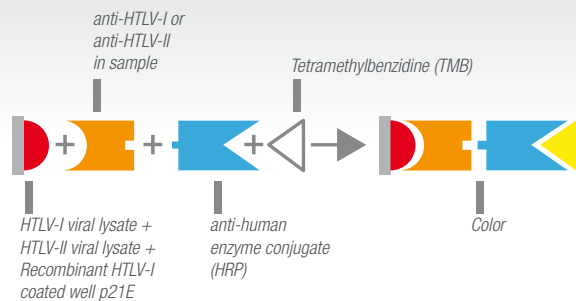 anti-HTLV-I or
anti-HTLV-II
in sample
Tetramethylbenzidine (TMB)
HTLV-I viral lysate +
HTLV-II viral lysate +
Recombinant HTLV-I
coated well p21E
anti-human
enzyme conjugate
(HRP)
Color